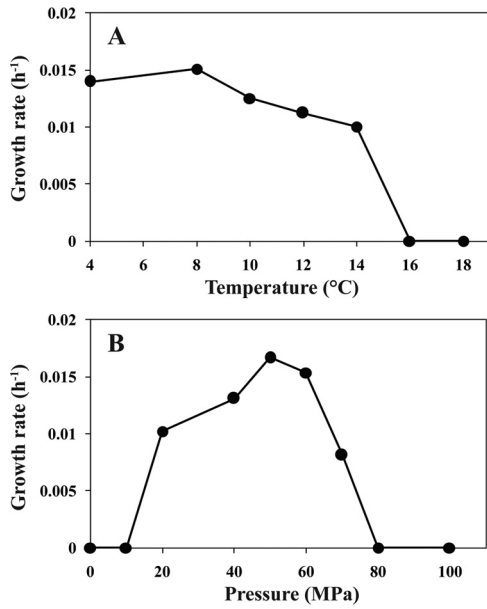 A
Growth rate (h⁻¹)
0.02
0.015
0.01
0.005
0
4 6 8 10 12 14 16 18
Temperature (°C)
B
Growth rate (h⁻¹)
0.02
0.015
0.01
0.005
0
0 20 40 60 80 100
Pressure (MPa)